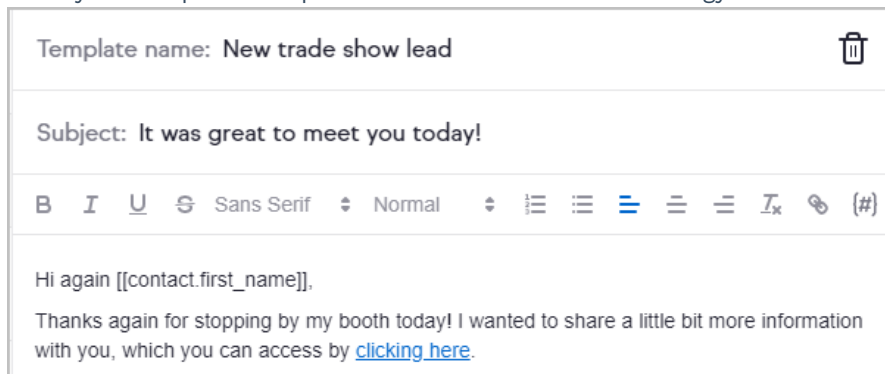 Template name: New trade show lead
Subject: It was great to meet you today!
B I U S Sans Serif Normal {#}
Hi again [[contact.first_name]],
Thanks again for stopping by my booth today! I wanted to share a little bit more information
with you, which you can access by clicking here.